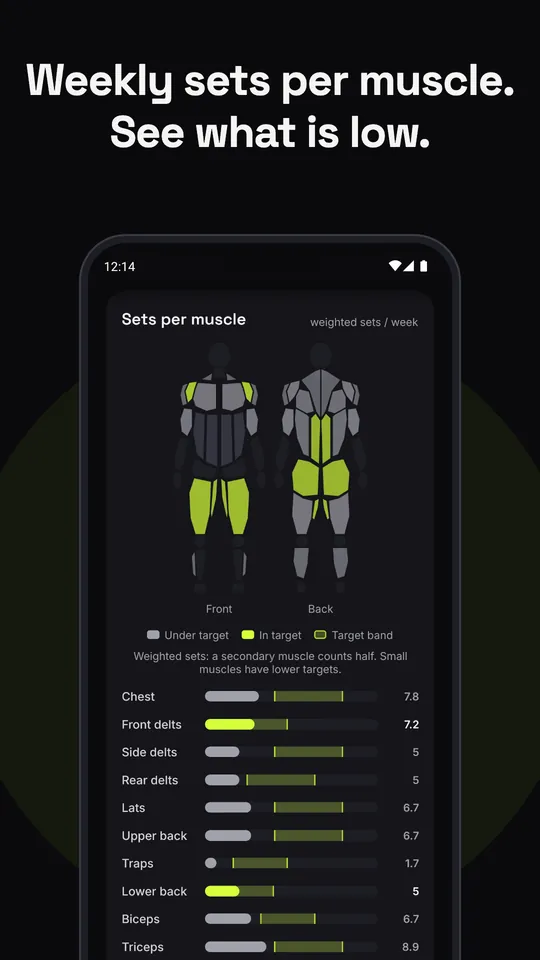 Weekly sets per muscle.
See what is low.
12:14
Sets per muscle
weighted sets / week
Front
Back
Under target
In target
Target band
Weighted sets: a secondary muscle counts half. Small
muscles have lower targets.
Chest 7.8
Front delts 7.2
Side delts 5
Rear delts 5
Lats 6.7
Upper back 6.7
Traps 1.7
Lower back 5
Biceps 6.7
Triceps 8.9